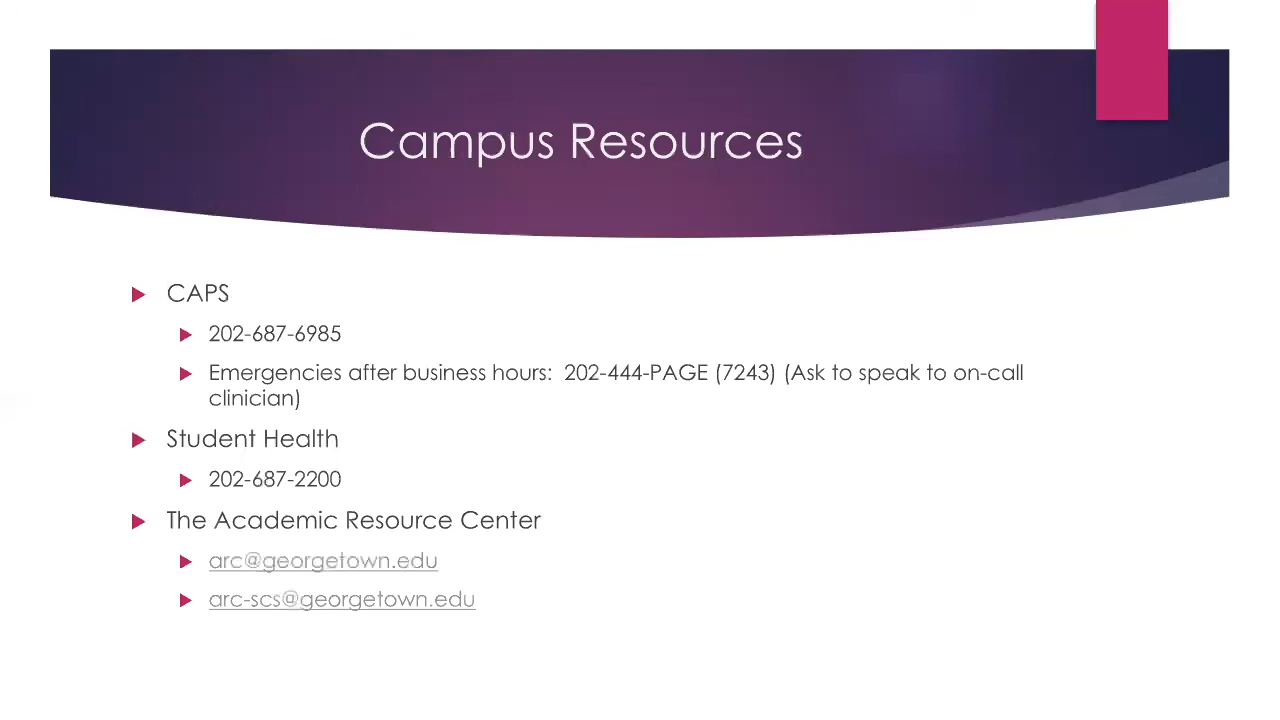 Campus Resources
CAPS
202-687-6985
Emergencies after business hours:  202-444-PAGE (7243) (Ask to speak to on-call
clinician)
Student Health
202-687-2200
The Academic Resource Center
arc@georgetown.edu
arc-scs@georgetown.edu